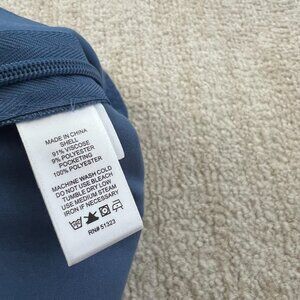 MADE IN CHINA
SHELL
91% VISCOSE
9% POLYESTER
POCKETING
100% POLYESTER
MACHINE WASH COLD
DO NOT USE BLEACH
TUMBLE DRY LOW
USE MEDIUM STEAM
IRON IF NECESSARY
RN# 51323